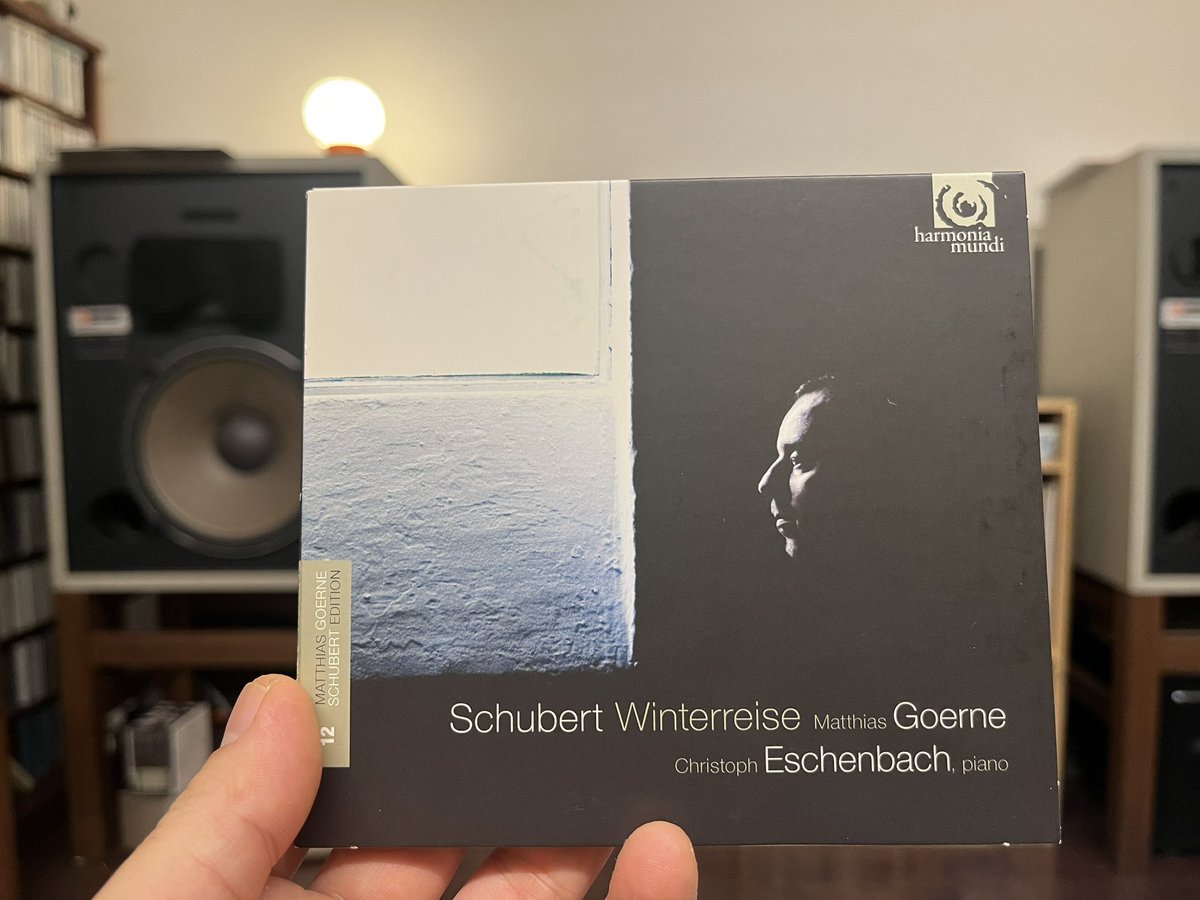 harmonia
mundi
MATTHIAS GOERNE
SCHUBERT EDITION
12
Schubert Winterreise Matthias Goerne
Christoph Eschenbach, piano